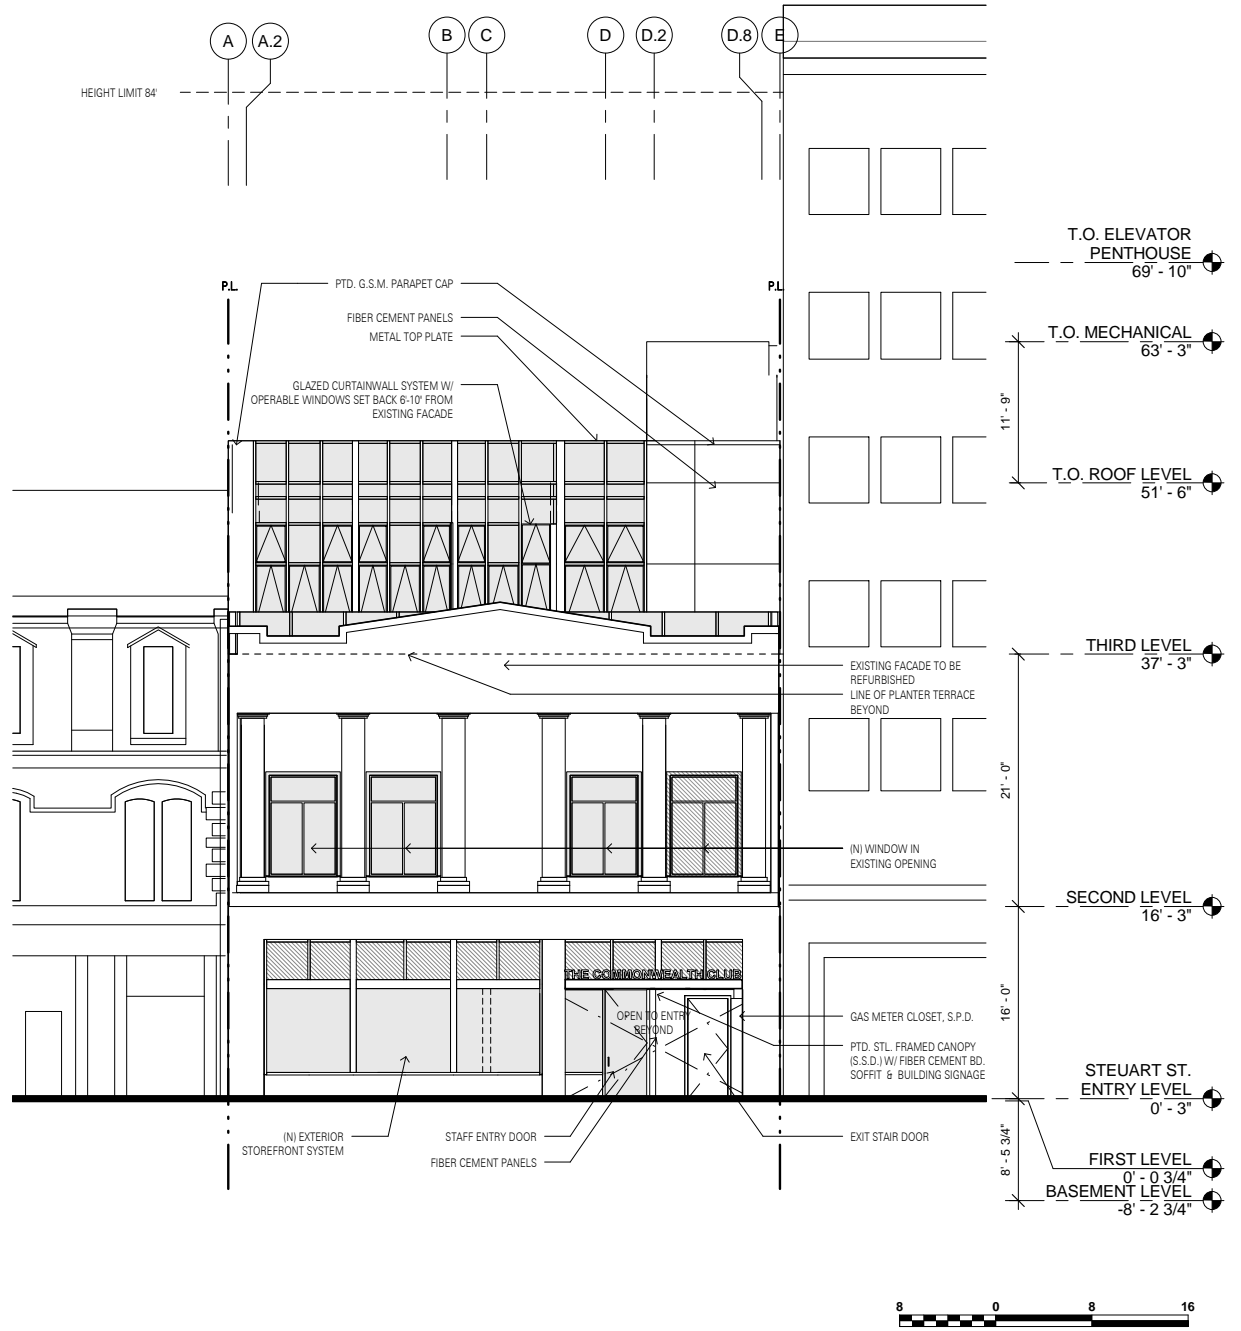 A A.2 B C D D.2 D.8 E
HEIGHT LIMIT 84'
T.O. ELEVATOR
PENTHOUSE
69' - 10"
P.L. P.L.
PTD. G.S.M. PARAPET CAP
FIBER CEMENT PANELS
METAL TOP PLATE
T.O. MECHANICAL
63' - 3"
GLAZED CURTAINWALL SYSTEM W/
OPERABLE WINDOWS SET BACK 6'-10" FROM
EXISTING FACADE
11' - 9"
T.O. ROOF LEVEL
51' - 6"
THIRD LEVEL
37' - 3"
EXISTING FACADE TO BE
REFURBISHED
LINE OF PLANTER TERRACE
BEYOND
21' - 0"
(N) WINDOW IN
EXISTING OPENING
SECOND LEVEL
16' - 3"
THE COMMONWEALTH CLUB
OPEN TO ENTRY
BEYOND
16' - 0"
GAS METER CLOSET, S.P.D.
PTD. STL. FRAMED CANOPY
(S.S.D.) W/ FIBER CEMENT BD.
SOFFIT & BUILDING SIGNAGE
STEUART ST.
ENTRY LEVEL
0' - 3"
(N) EXTERIOR
STOREFRONT SYSTEM
STAFF ENTRY DOOR
FIBER CEMENT PANELS
EXIT STAIR DOOR
8' - 5 3/4"
FIRST LEVEL
0' - 0 3/4"
BASEMENT LEVEL
-8' - 2 3/4"
8 0 8 16